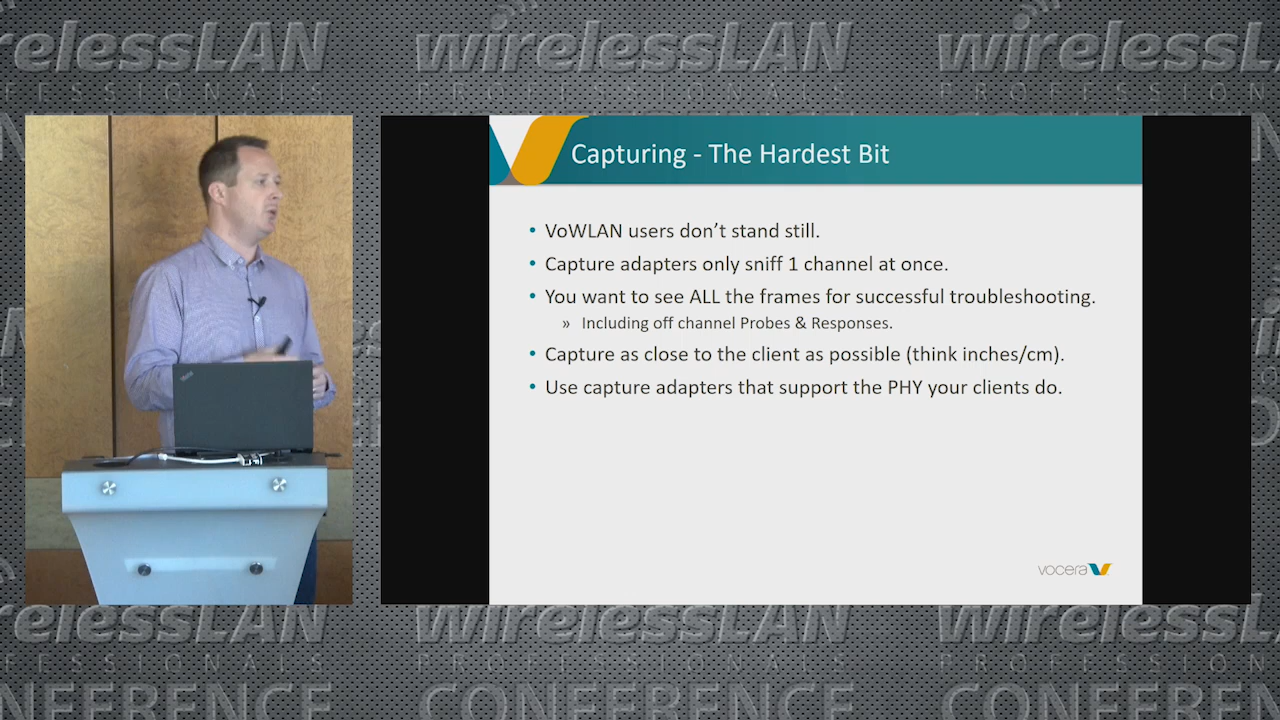 wirelessLAN
PROFESSIONALS
Capturing - The Hardest Bit
• VoWLAN users don’t stand still.
• Capture adapters only sniff 1 channel at once.
• You want to see ALL the frames for successful troubleshooting.
» Including off channel Probes & Responses.
• Capture as close to the client as possible (think inches/cm).
• Use capture adapters that support the PHY your clients do.
vocera
wirelessLAN
PROFESSIONALS
CONFERENCE